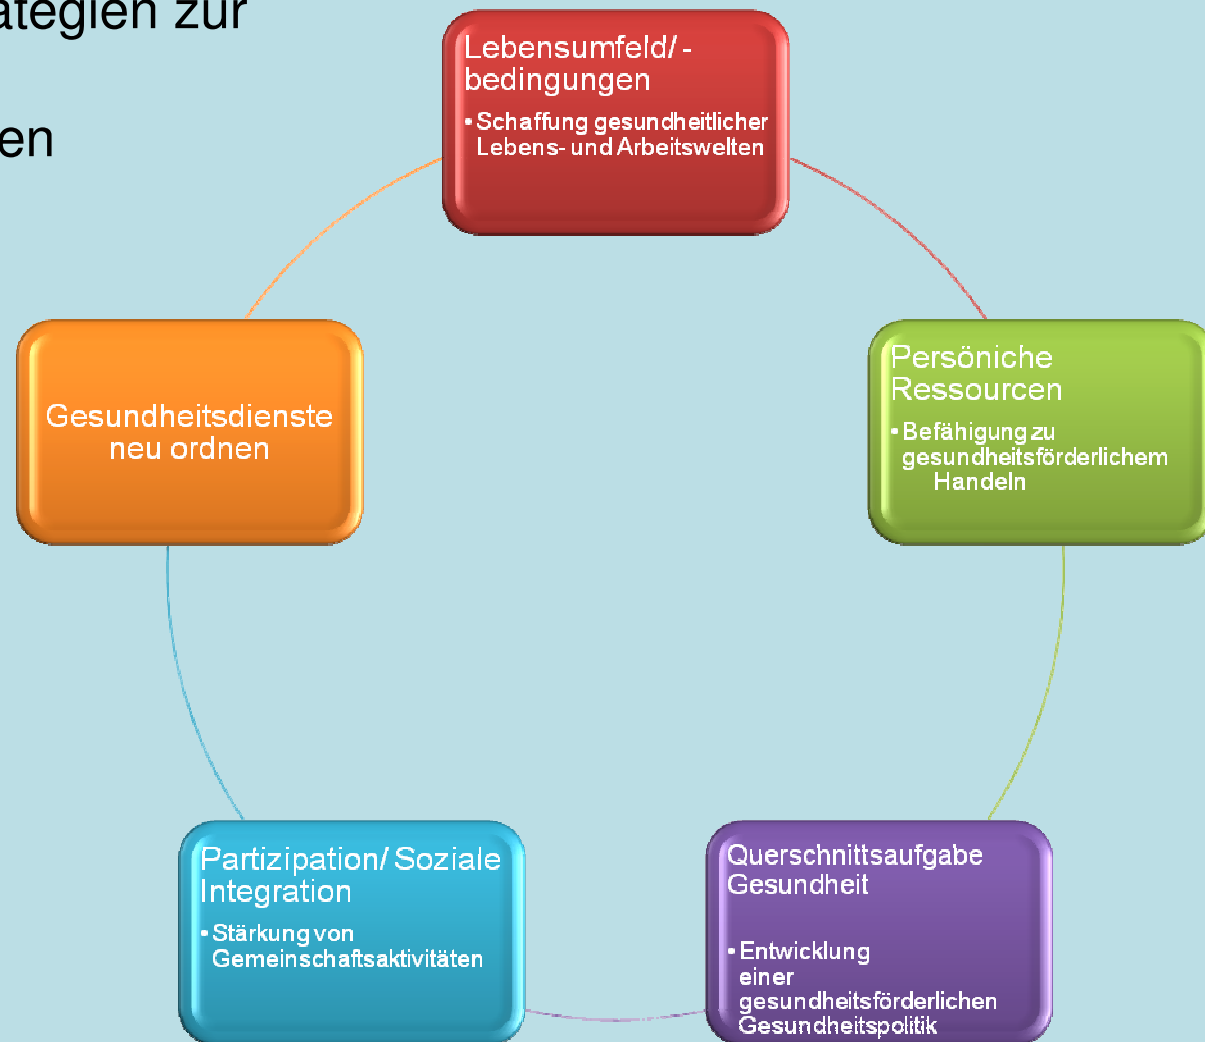 ategien zur
en
Lebensumfeld/ -
bedingungen
• Schaffung gesundheitlicher
Lebens- und Arbeitswelten
Persöniche
Ressourcen
• Befähigung zu
gesundheitsförderlichem
Handeln
Gesundheitsdienste
neu ordnen
Partizipation/ Soziale
Integration
• Stärkung von
Gemeinschaftsaktivitäten
Querschnittsaufgabe
Gesundheit
• Entwicklung
einer
gesundheitsförderlichen
Gesundheitspolitik